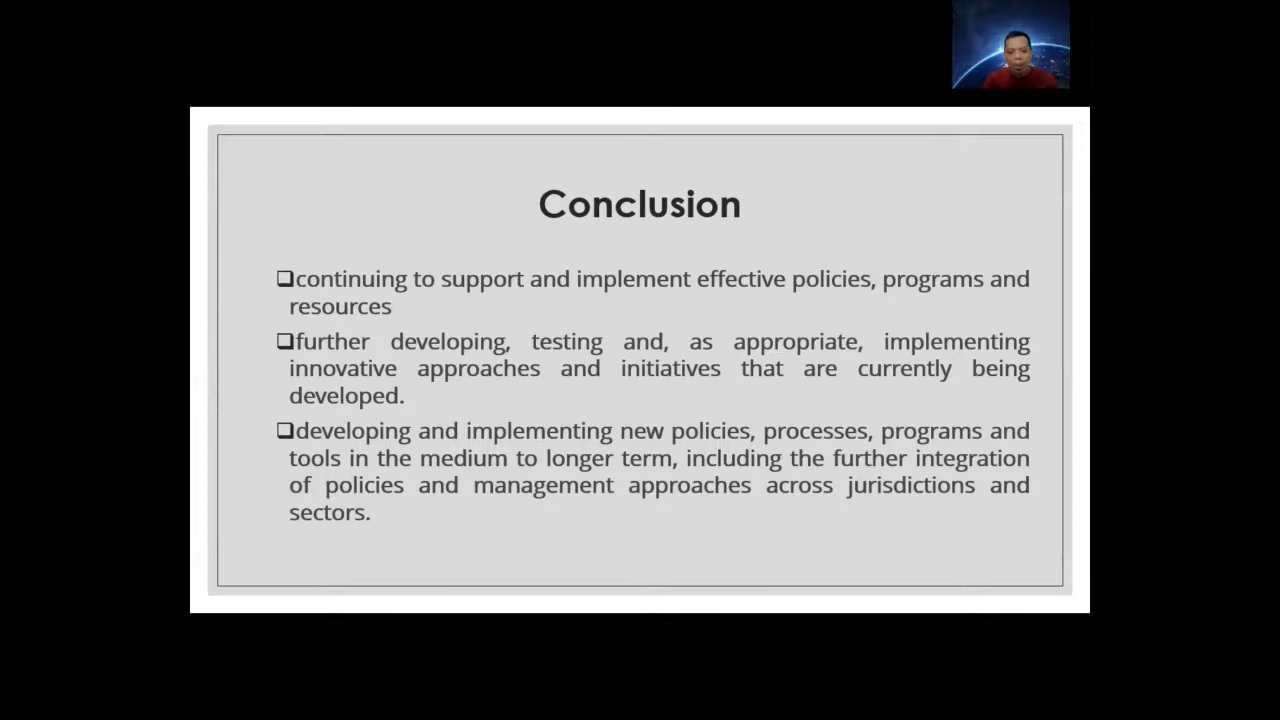 Conclusion
❑continuing to support and implement effective policies, programs and
resources
❑further developing, testing and, as appropriate, implementing
innovative approaches and initiatives that are currently being
developed.
❑developing and implementing new policies, processes, programs and
tools in the medium to longer term, including the further integration
of policies and management approaches across jurisdictions and
sectors.